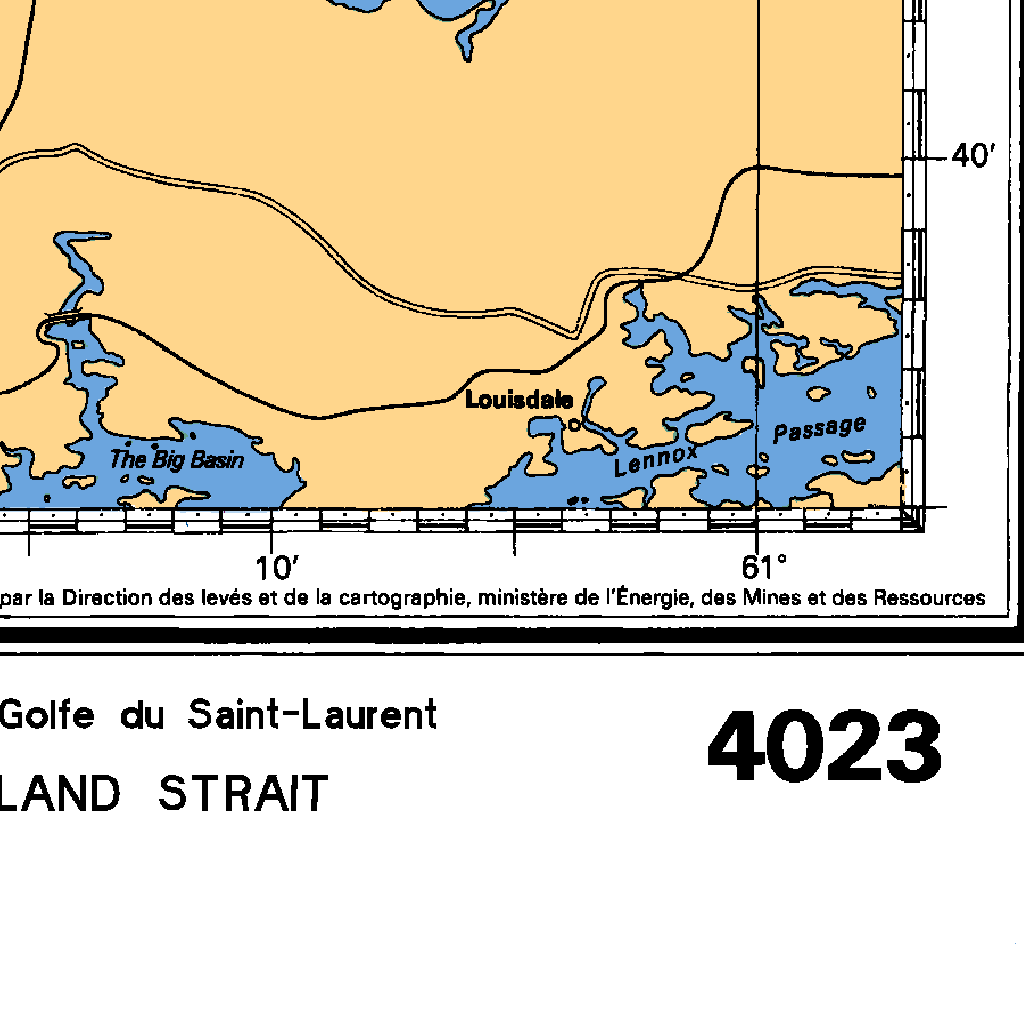 40′
Louisdale
The Big Basin
Lennox Passage
10′
61°
par la Direction des levés et de la cartographie, ministère de l'Énergie, des Mines et des Ressources
Golfe du Saint-Laurent
4023
LAND STRAIT